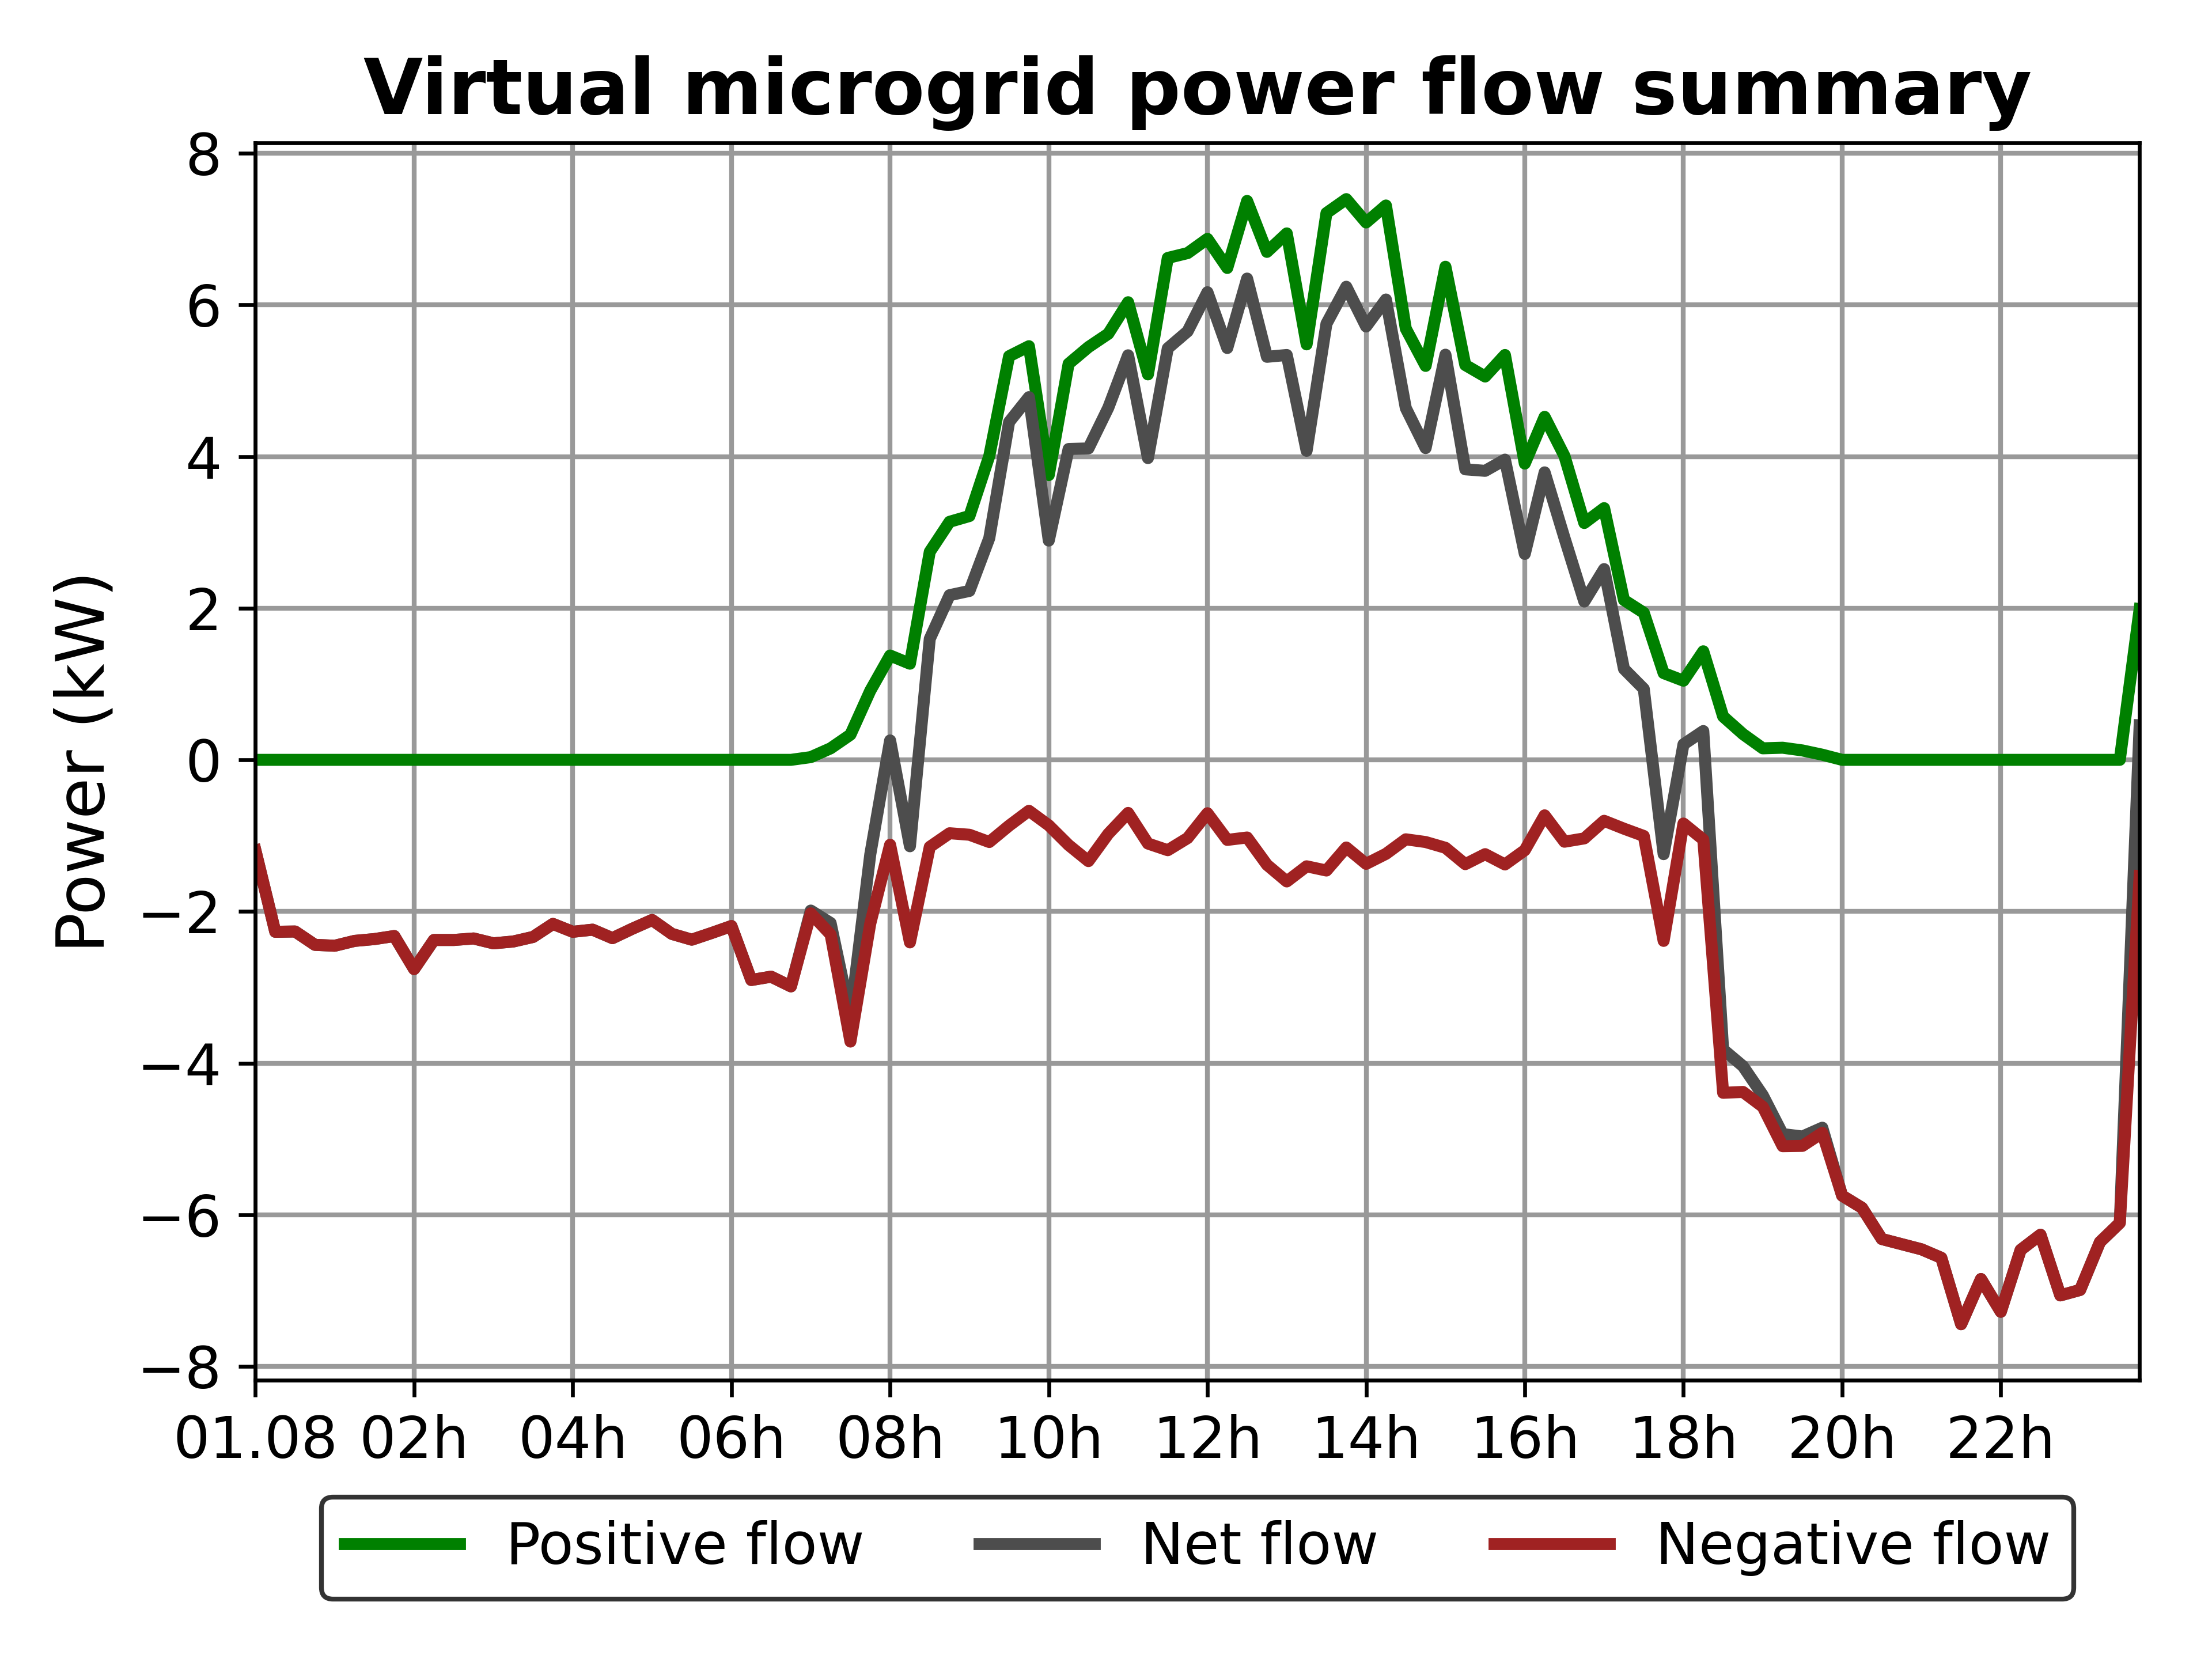 Virtual microgrid power flow summary
Power (kW)
8
6
4
2
0
−2
−4
−6
−8
01.08 02h 04h 06h 08h 10h 12h 14h 16h 18h 20h 22h
Positive flow Net flow Negative flow